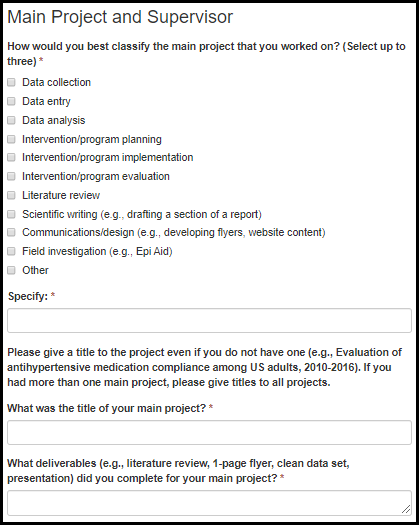 Main Project and Supervisor
How would you best classify the main project that you worked on? (Select up to
three) *
Data collection
Data entry
Data analysis
Intervention/program planning
Intervention/program implementation
Intervention/program evaluation
Literature review
Scientific writing (e.g., drafting a section of a report)
Communications/design (e.g., developing flyers, website content)
Field investigation (e.g., Epi Aid)
Other
Specify: *
Please give a title to the project even if you do not have one (e.g., Evaluation of
antihypertensive medication compliance among US adults, 2010-2016). If you
had more than one main project, please give titles to all projects.
What was the title of your main project? *
What deliverables (e.g., literature review, 1-page flyer, clean data set,
presentation) did you complete for your main project? *